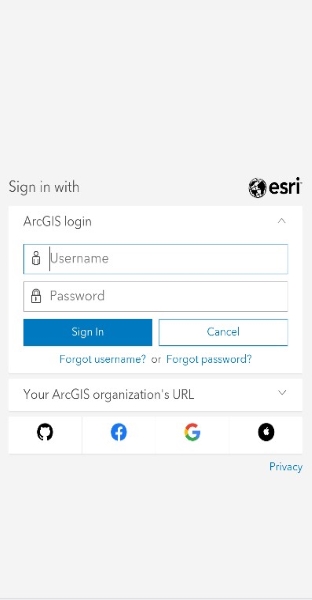 Sign in with
esri
ArcGIS login
Username
Password
Sign In
Cancel
Forgot username? or Forgot password?
Your ArcGIS organization's URL
Privacy